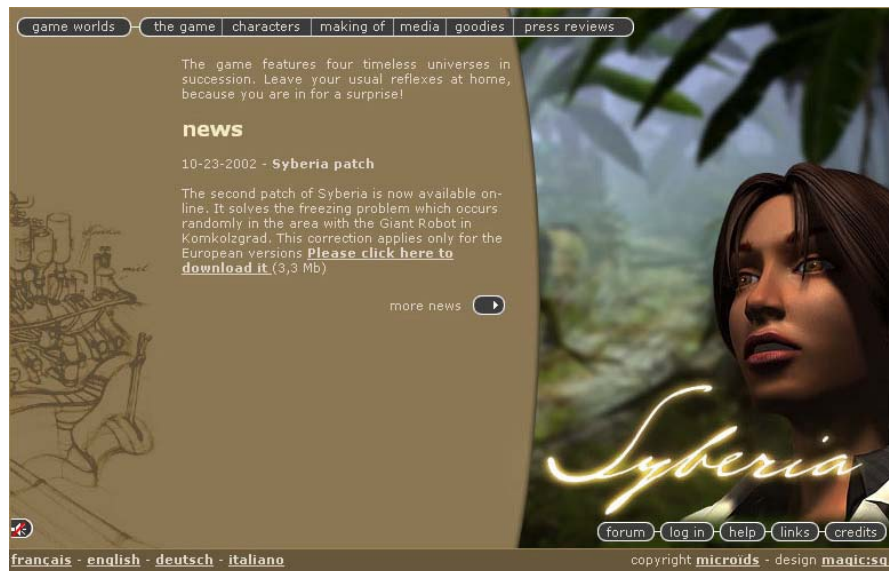 game worlds the game characters making of media goodies press reviews
The game features four timeless universes in
succession. Leave your usual reflexes at home,
because you are in for a surprise!
news
10-23-2002 - Syberia patch
The second patch of Syberia is now available on-
line. It solves the freezing problem which occurs
randomly in the area with the Giant Robot in
Komkolzgrad. This correction applies only for the
European versions Please click here to
download it (3,3 Mb)
more news
Syberia
forum log in help links credits
français - english - deutsch - italiano
copyright microïds - design magic:sq